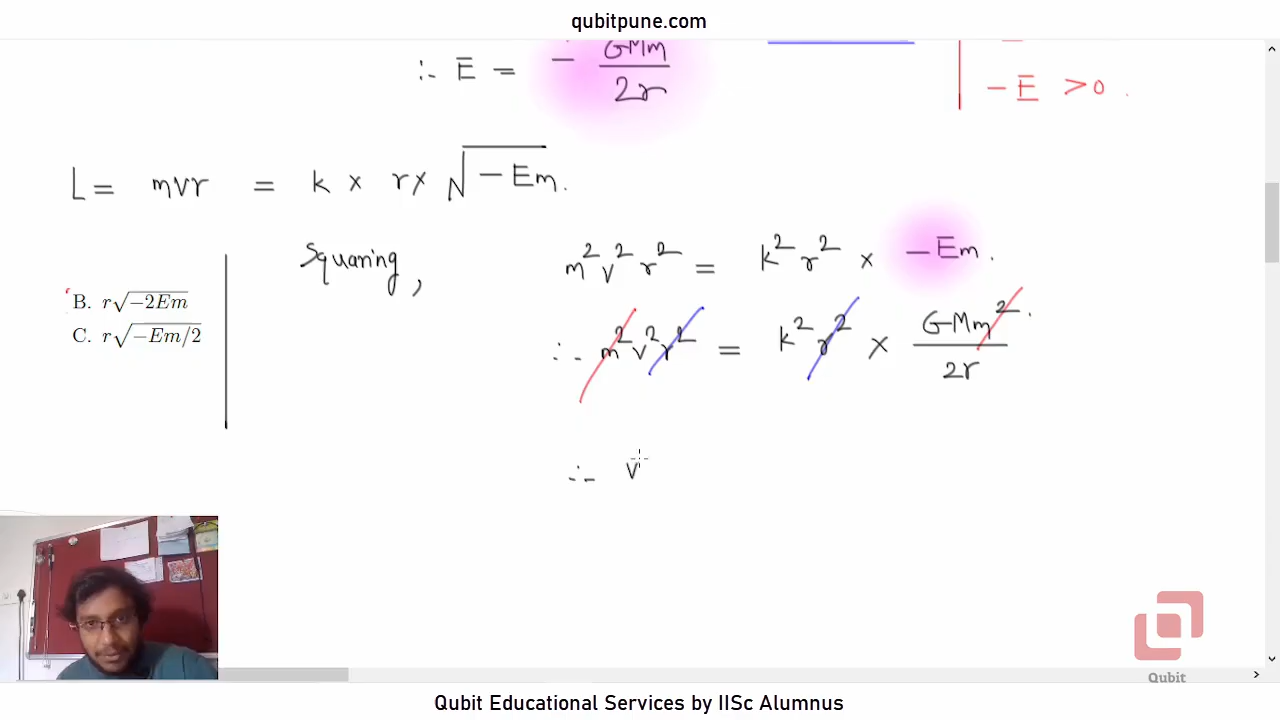 qubitpune.com
∴ E = - GMm / 2r
-E > 0
L = mvr = k × r × √-Em.
Squaring, m²v²r² = k²r² × -Em.
B. r√-2Em
C. r√-Em/2
∴ m²v²r² = k²r² × GMm² / 2r.
∴ v
Qubit
Qubit Educational Services by IISc Alumnus